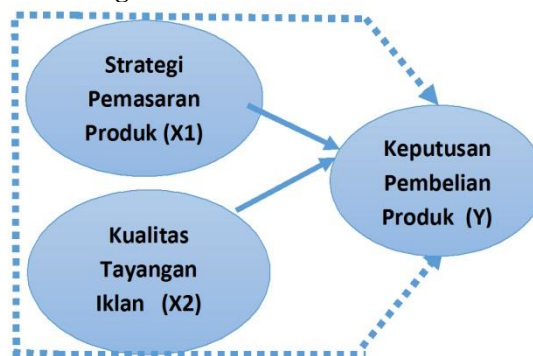 Strategi
Pemasaran
Produk (X1)
Keputusan
Pembelian
Produk (Y)
Kualitas
Tayangan
Iklan (X2)